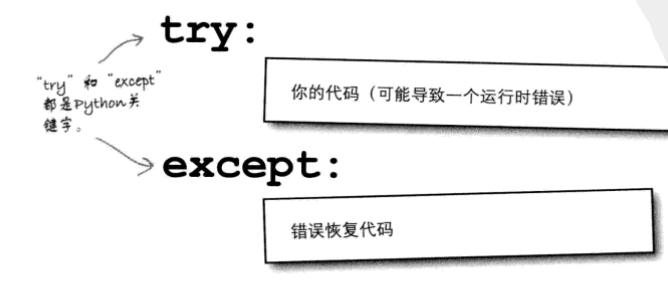 try:
你的代码（可能导致一个运行时错误）
“try” 和 “except”
都是Python关
键字。
except:
错误恢复代码